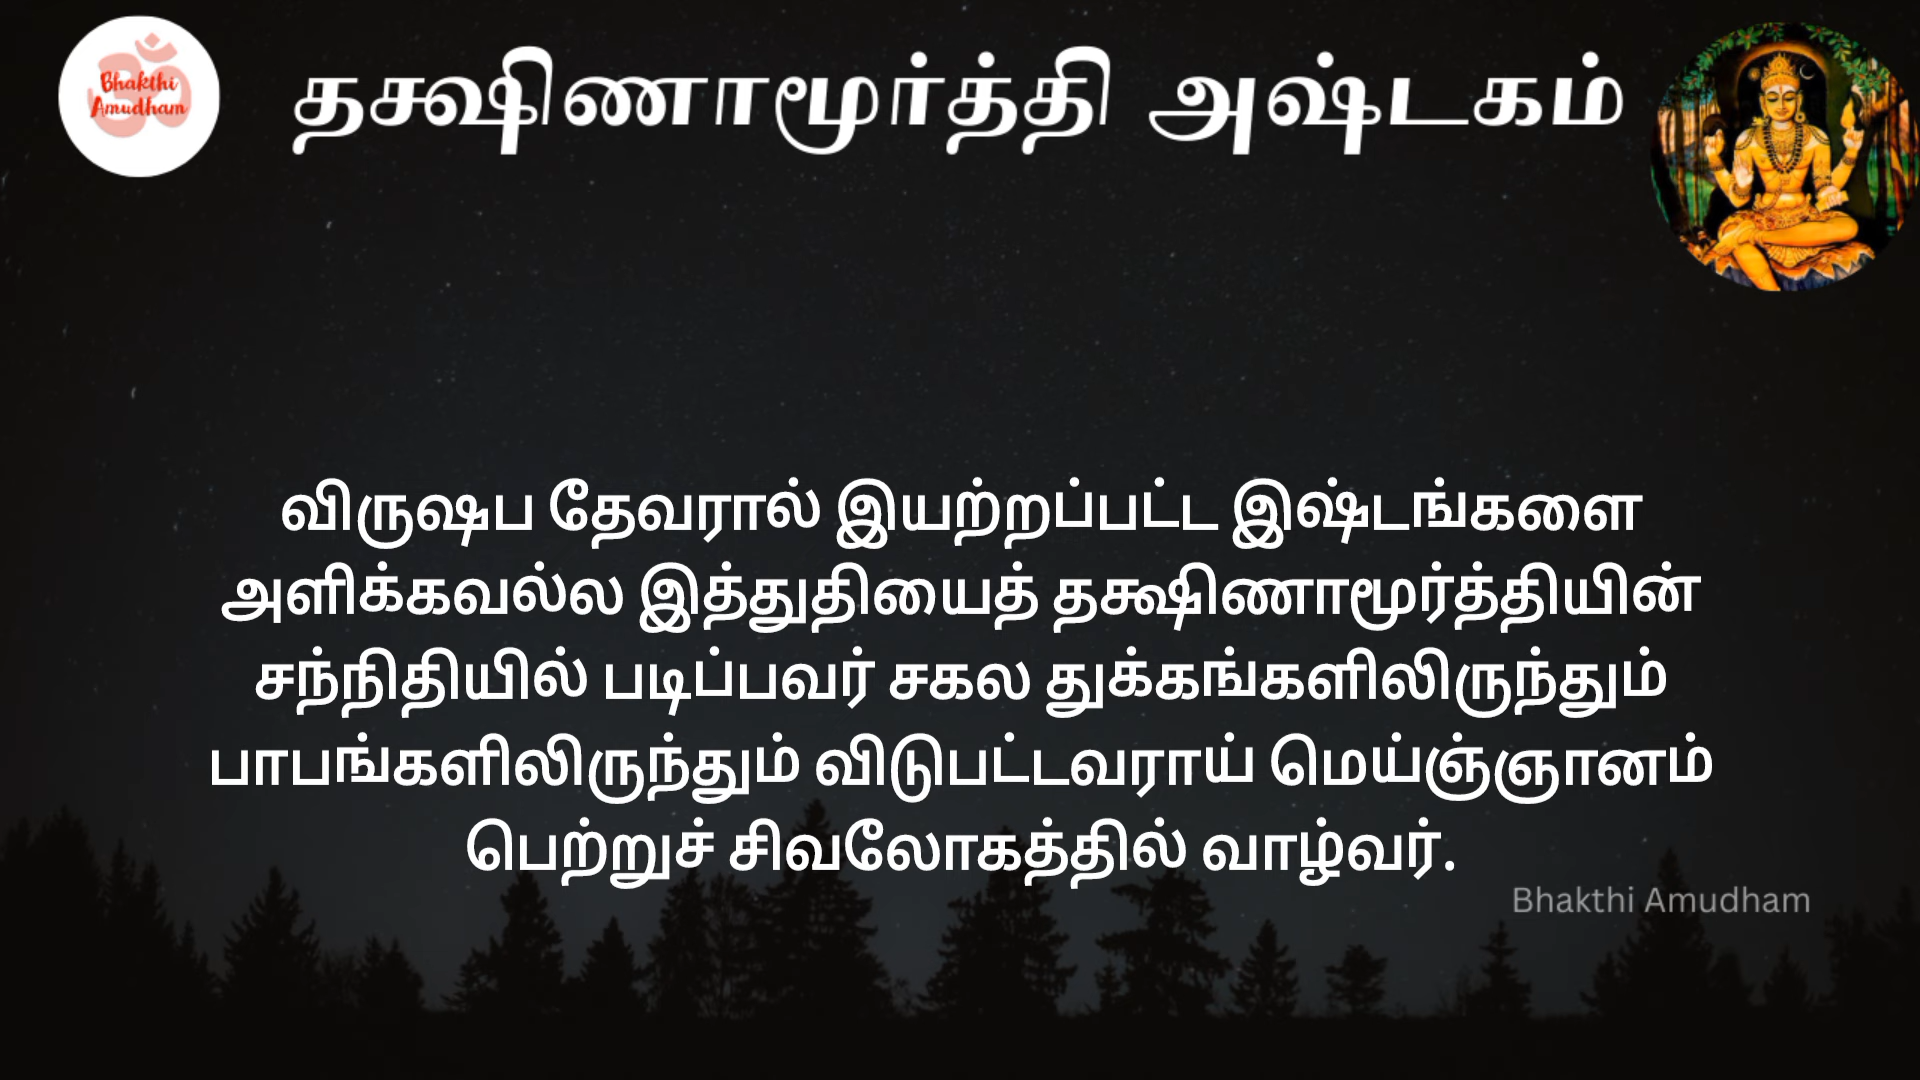 Bhakthi
Amudham
தக்ஷிணாமூர்த்தி அஷ்டகம்
விருஷப தேவரால் இயற்றப்பட்ட இஷ்டங்களை
அளிக்கவல்ல இத்துதியைத் தக்ஷிணாமூர்த்தியின்
சந்நிதியில் படிப்பவர் சகல துக்கங்களிலிருந்தும்
பாபங்களிலிருந்தும் விடுபட்டவராய் மெய்ஞ்ஞானம்
பெற்றுச் சிவலோகத்தில் வாழ்வர்.
Bhakthi Amudham